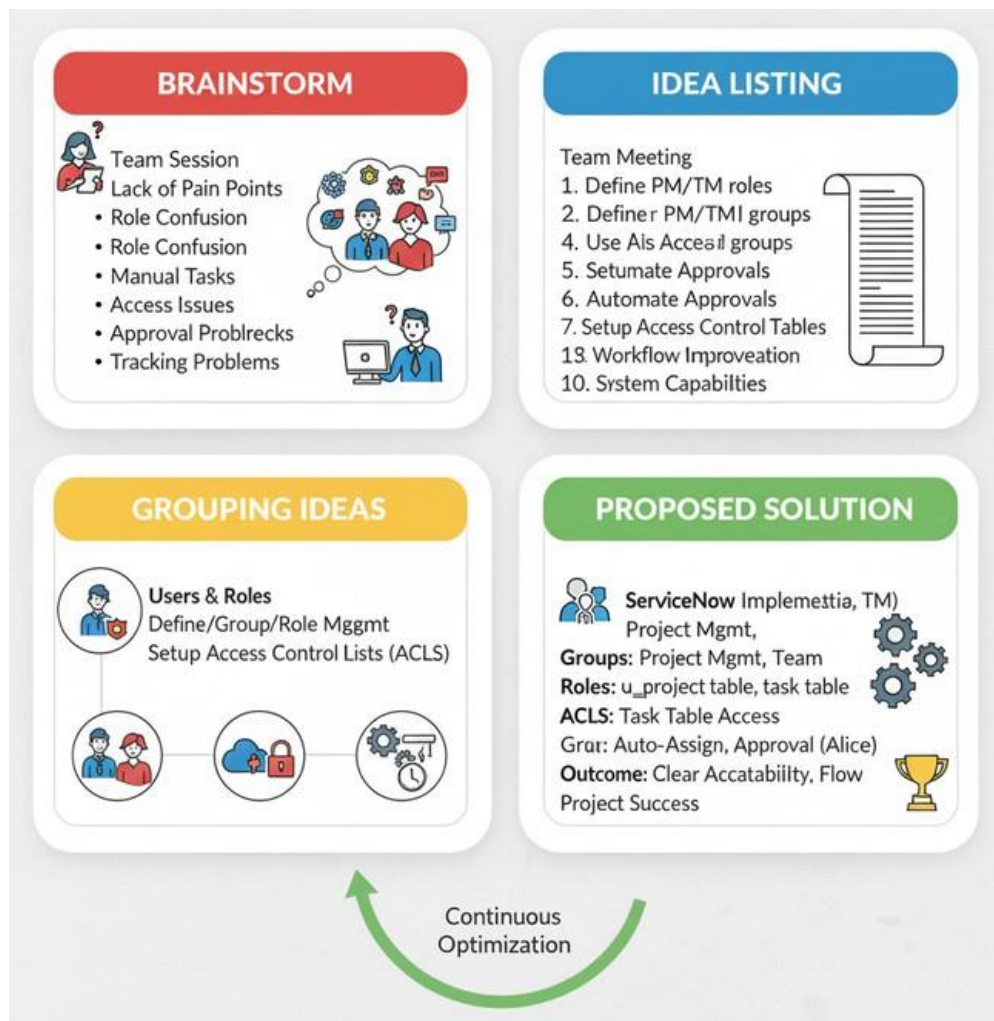 BRAINSTORM
Team Session
Lack of Pain Points
• Role Confusion
• Role Confusion
• Manual Tasks
• Access Issues
• Approval Problrecks
• Tracking Problems
IDEA LISTING
Team Meeting
1. Define PM/TM roles
2. Definer PM/TMI groups
4. Use Als Acceall groups
5. Setumate Approvals
6. Automate Approvals
7. Setup Access Control Tables
13. Workflow Improveation
10. System Capabilties
GROUPING IDEAS
Users & Roles
Define/Group/Role Mggmt
Setup Access Control Lists (ACLS)
PROPOSED SOLUTION
ServiceNow Implemeztia, TM)
Project Mgmt,
Groups: Project Mgmt, Team
Roles: u_project table, task table
ACLS: Task Table Access
Grar: Auto-Assign, Approval (Alice)
Outcome: Clear Accatabiilty, Flow
Project Success
Continuous
Optimization